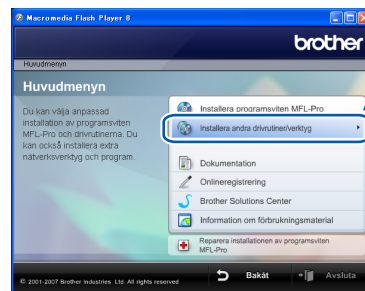 Macromedia Flash Player 8
brother
Huvudmenyn
Huvudmenyn
Du kan välja anpassad
installation av programsviten
MFL-Pro och drivrutinerna. Du
kan också installera extra
nätverksverktyg och program.
Installera programsviten MFL-Pro
Installera andra drivrutiner/verktyg
Dokumentation
Onlineregistrering
Brother Solutions Center
Information om förbrukningsmaterial
Reparera installationen av programsviten
MFL-Pro
© 2001-2007 Brother Industries. Ltd. All rights reserved
Bakåt
Avsluta